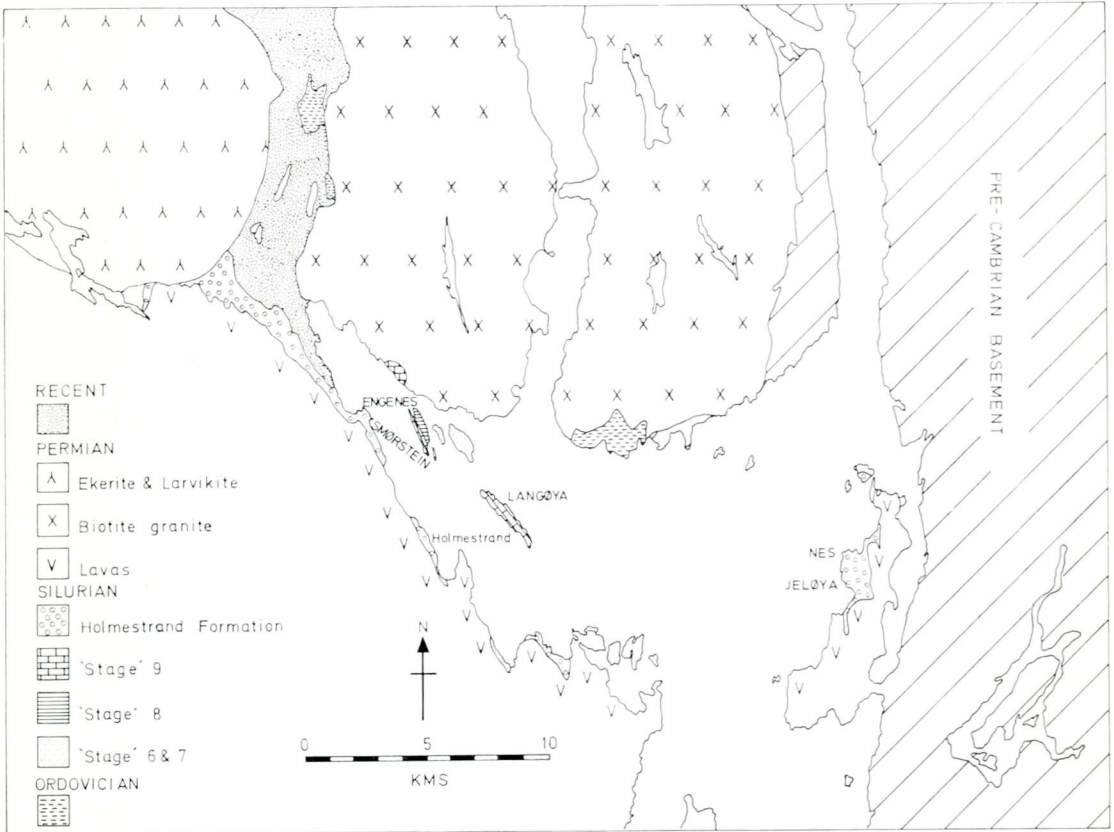 RECENT
PERMIAN
Ekerite & Larvikite
Biotite granite
Lavas
SILURIAN
Holmestrand Formation
'Stage' 9
'Stage' 8
'Stage' 6 & 7
ORDOVICIAN
ENGENES
SMØRSTEIN
LANGØYA
Holmestrand
N
0 5 10
KMS
NES
JELØYA
PRE-CAMBRIAN BASEMENT